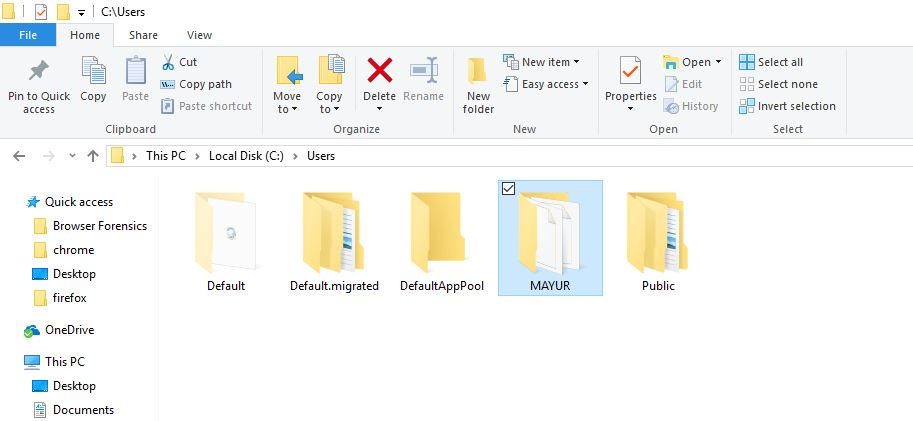 C:\Users
File Home Share View
Pin to Quick access
Copy
Paste
Cut
Copy path
Paste shortcut
Clipboard
Move to
Copy to
Delete
Rename
Organize
New folder
New item
Easy access
New
Properties
Open
Edit
History
Open
Select all
Select none
Invert selection
Select
This PC > Local Disk (C:) > Users
Quick access
Browser Forensics
chrome
Desktop
firefox
OneDrive
This PC
Desktop
Documents
Default
Default.migrated
DefaultAppPool
MAYUR
Public